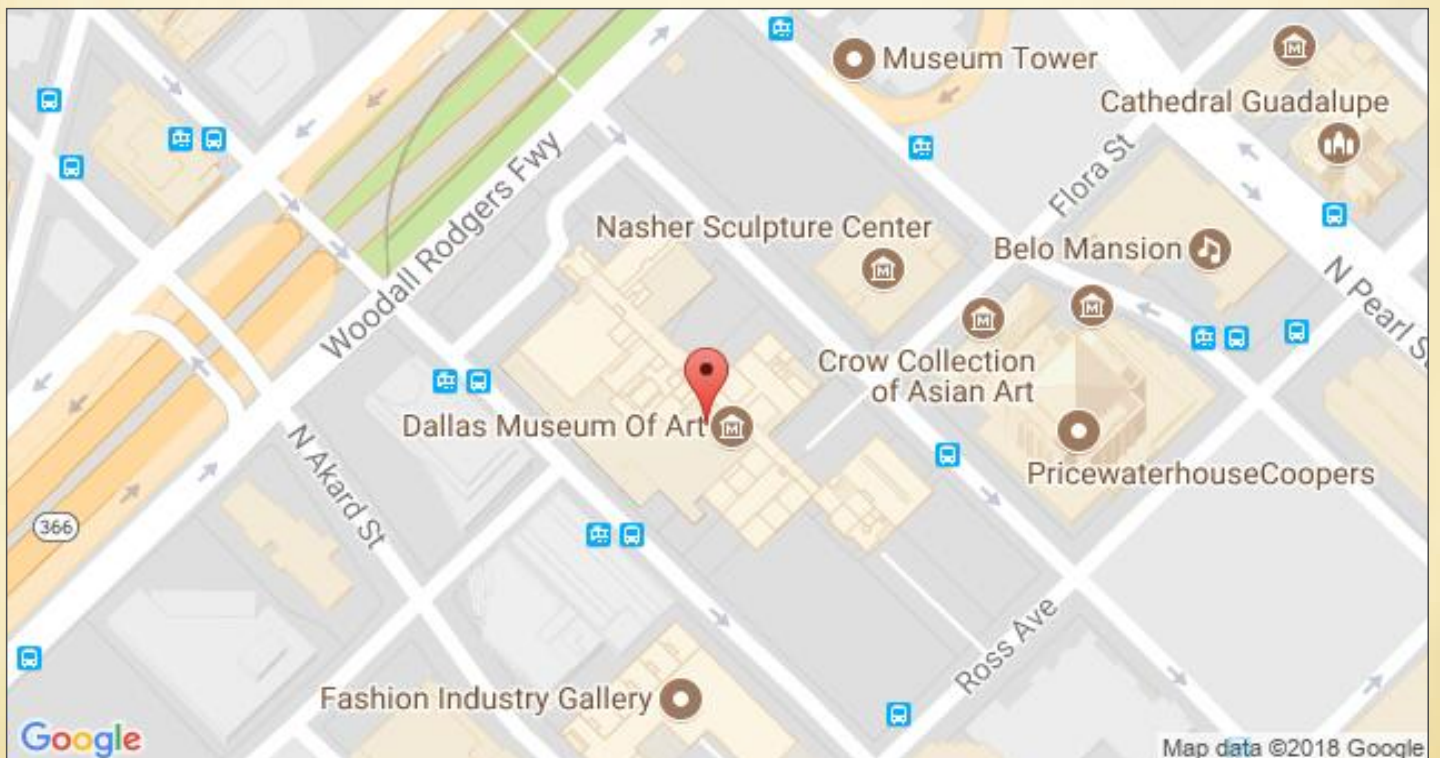 Museum Tower
Cathedral Guadalupe
Flora St
Woodall Rodgers Fwy
Nasher Sculpture Center
Belo Mansion
N Pearl S
Crow Collection
of Asian Art
Dallas Museum Of Art
PricewaterhouseCoopers
N Akard St
366
Ross Ave
Fashion Industry Gallery
Google
Map data ©2018 Google